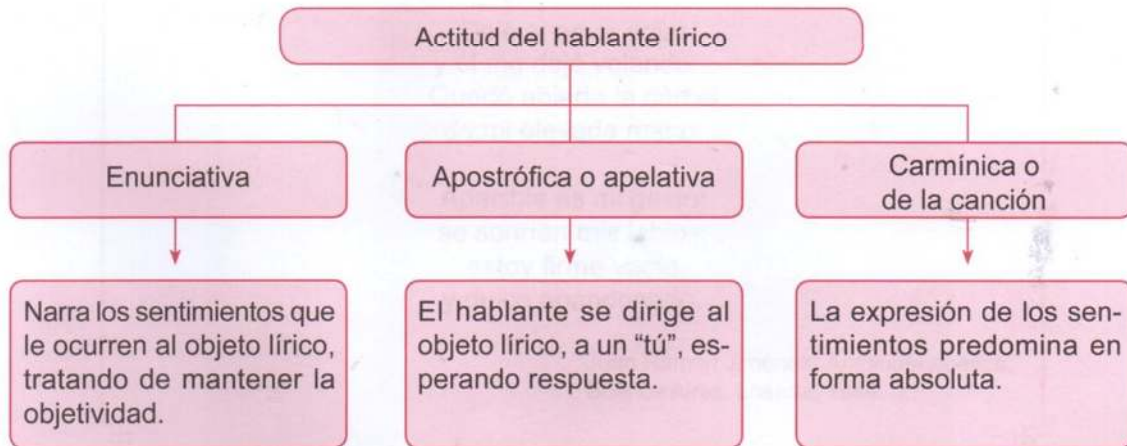 Actitud del hablante lírico
Enunciativa
Apostrófica o apelativa
Carmínica o
de la canción
Narra los sentimientos que
le ocurren al objeto lírico,
tratando de mantener la
objetividad.
El hablante se dirige al
objeto lírico, a un “tú”, es-
perando respuesta.
La expresión de los sen-
timientos predomina en
forma absoluta.